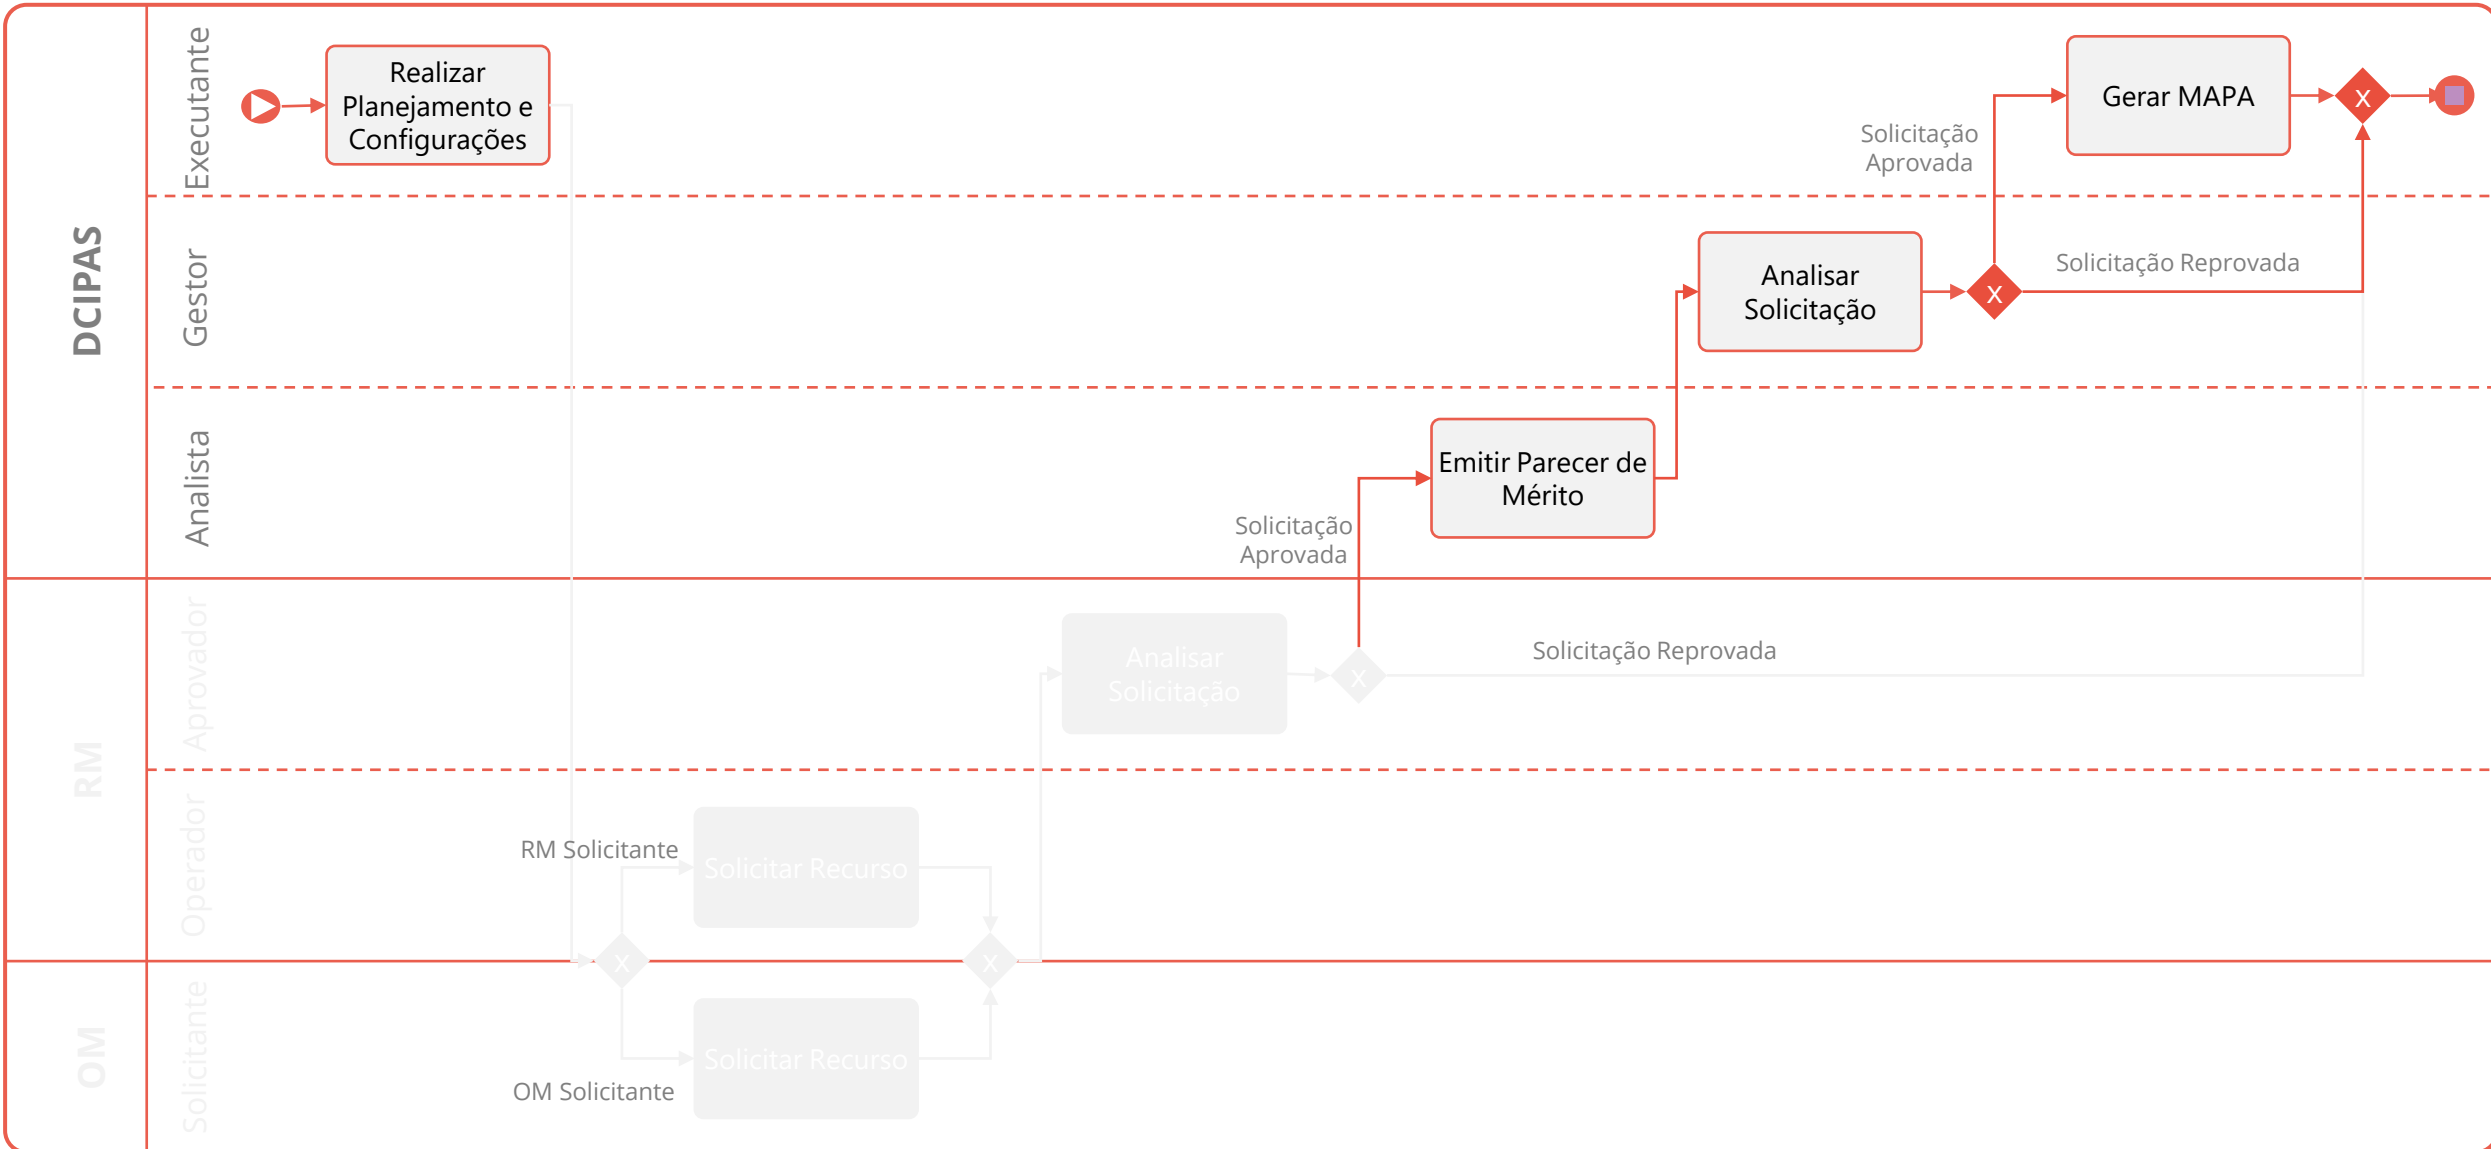 DCIPAS
Executante
Realizar
Planejamento e
Configurações
Gerar MAPA
X
Solicitação
Aprovada
Gestor
Analisar
Solicitação
X
Solicitação Reprovada
Analista
Emitir Parecer de
Mérito
Solicitação
Aprovada
RM
Aprovador
Analisar
Solicitação
X
Solicitação Reprovada
Operador
RM Solicitante
Solicitar Recurso
X
X
OM
Solicitante
Solicitar Recurso
OM Solicitante